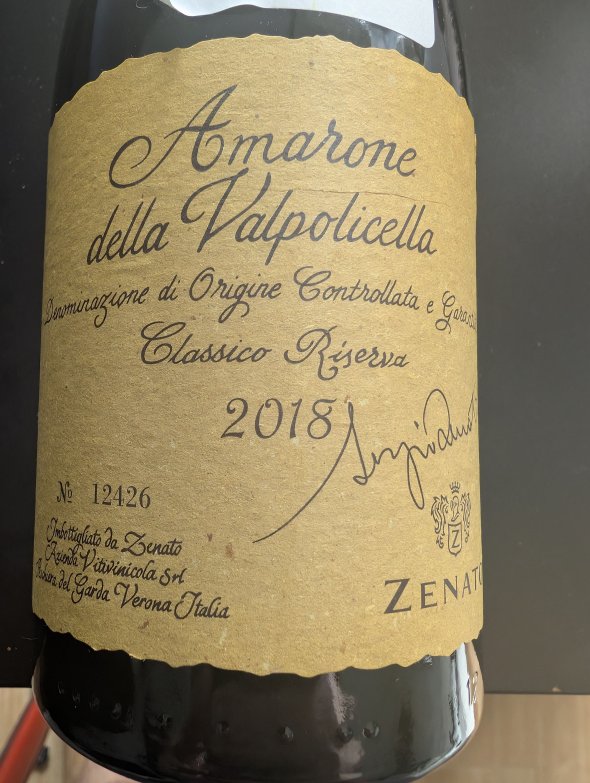 Amarone
della Valpolicella
Denominazione di Origine Controllata e
Classico Riserva
2018
Sergio
Nº 12426
Z
Imbottigliato da Zenato
Azienda Vitivinicola Srl
del Garda Verona Italia
ZENATO